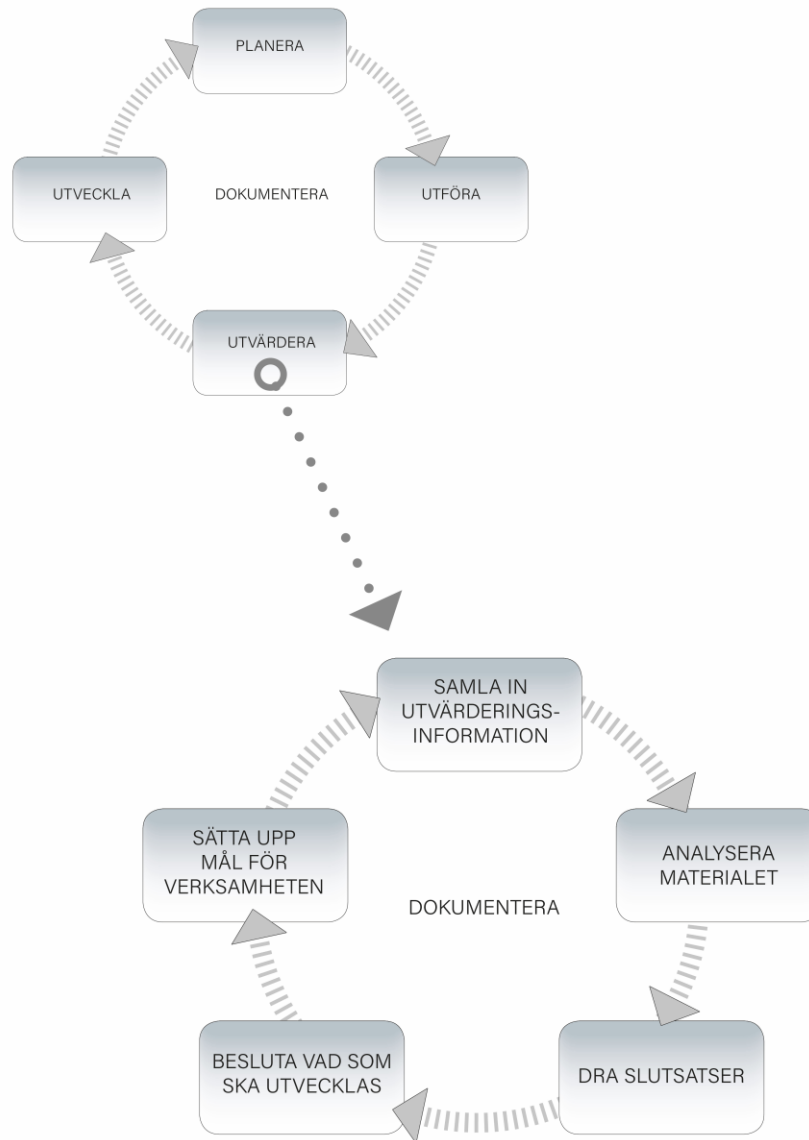 PLANERA
UTVECKLA
DOKUMENTERA
UTFÖRA
UTVÄRDERA
SAMLA IN
UTVÄRDERINGS-
INFORMATION
SÄTTA UPP
MÅL FÖR
VERKSAMHETEN
ANALYSERA
MATERIALET
DOKUMENTERA
BESLUTA VAD SOM
SKA UTVECKLAS
DRA SLUTSATSER